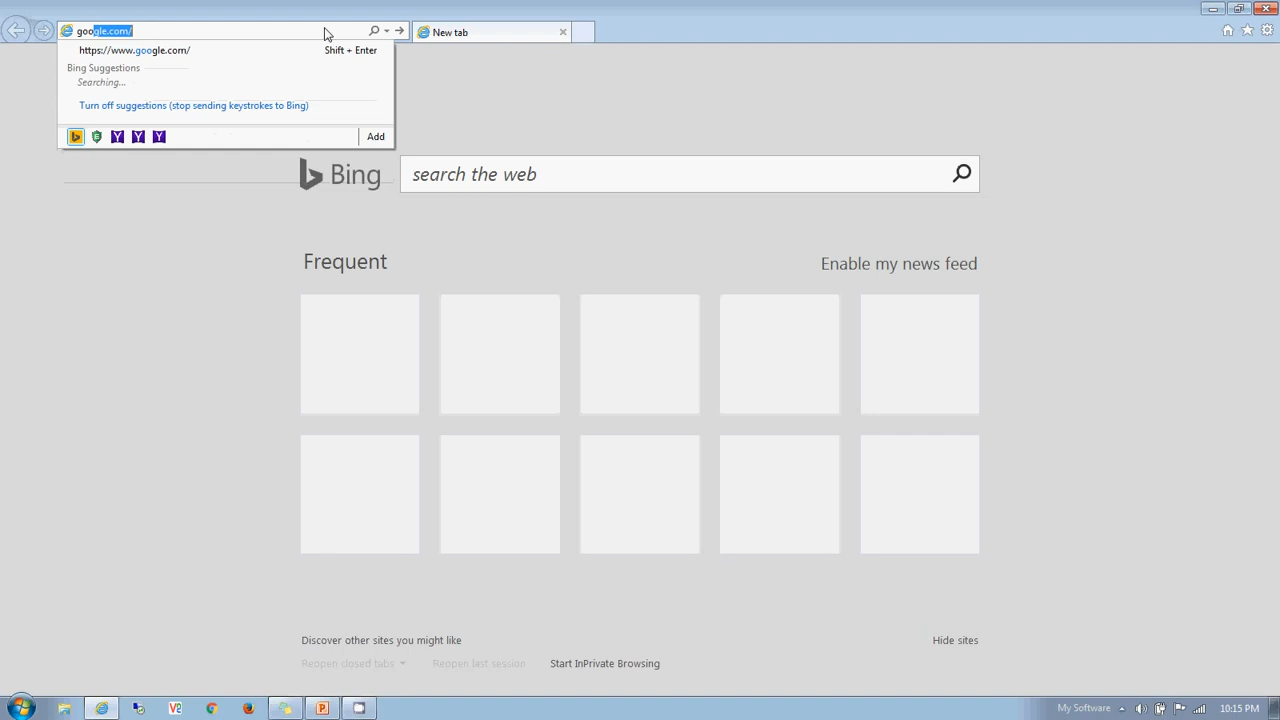 google.com/
New tab
https://www.google.com/ Shift + Enter
Bing Suggestions
Searching...
Turn off suggestions (stop sending keystrokes to Bing)
Add
Bing search the web
Frequent Enable my news feed
Discover other sites you might like Hide sites
Reopen closed tabs Reopen last session Start InPrivate Browsing
My Software 10:15 PM